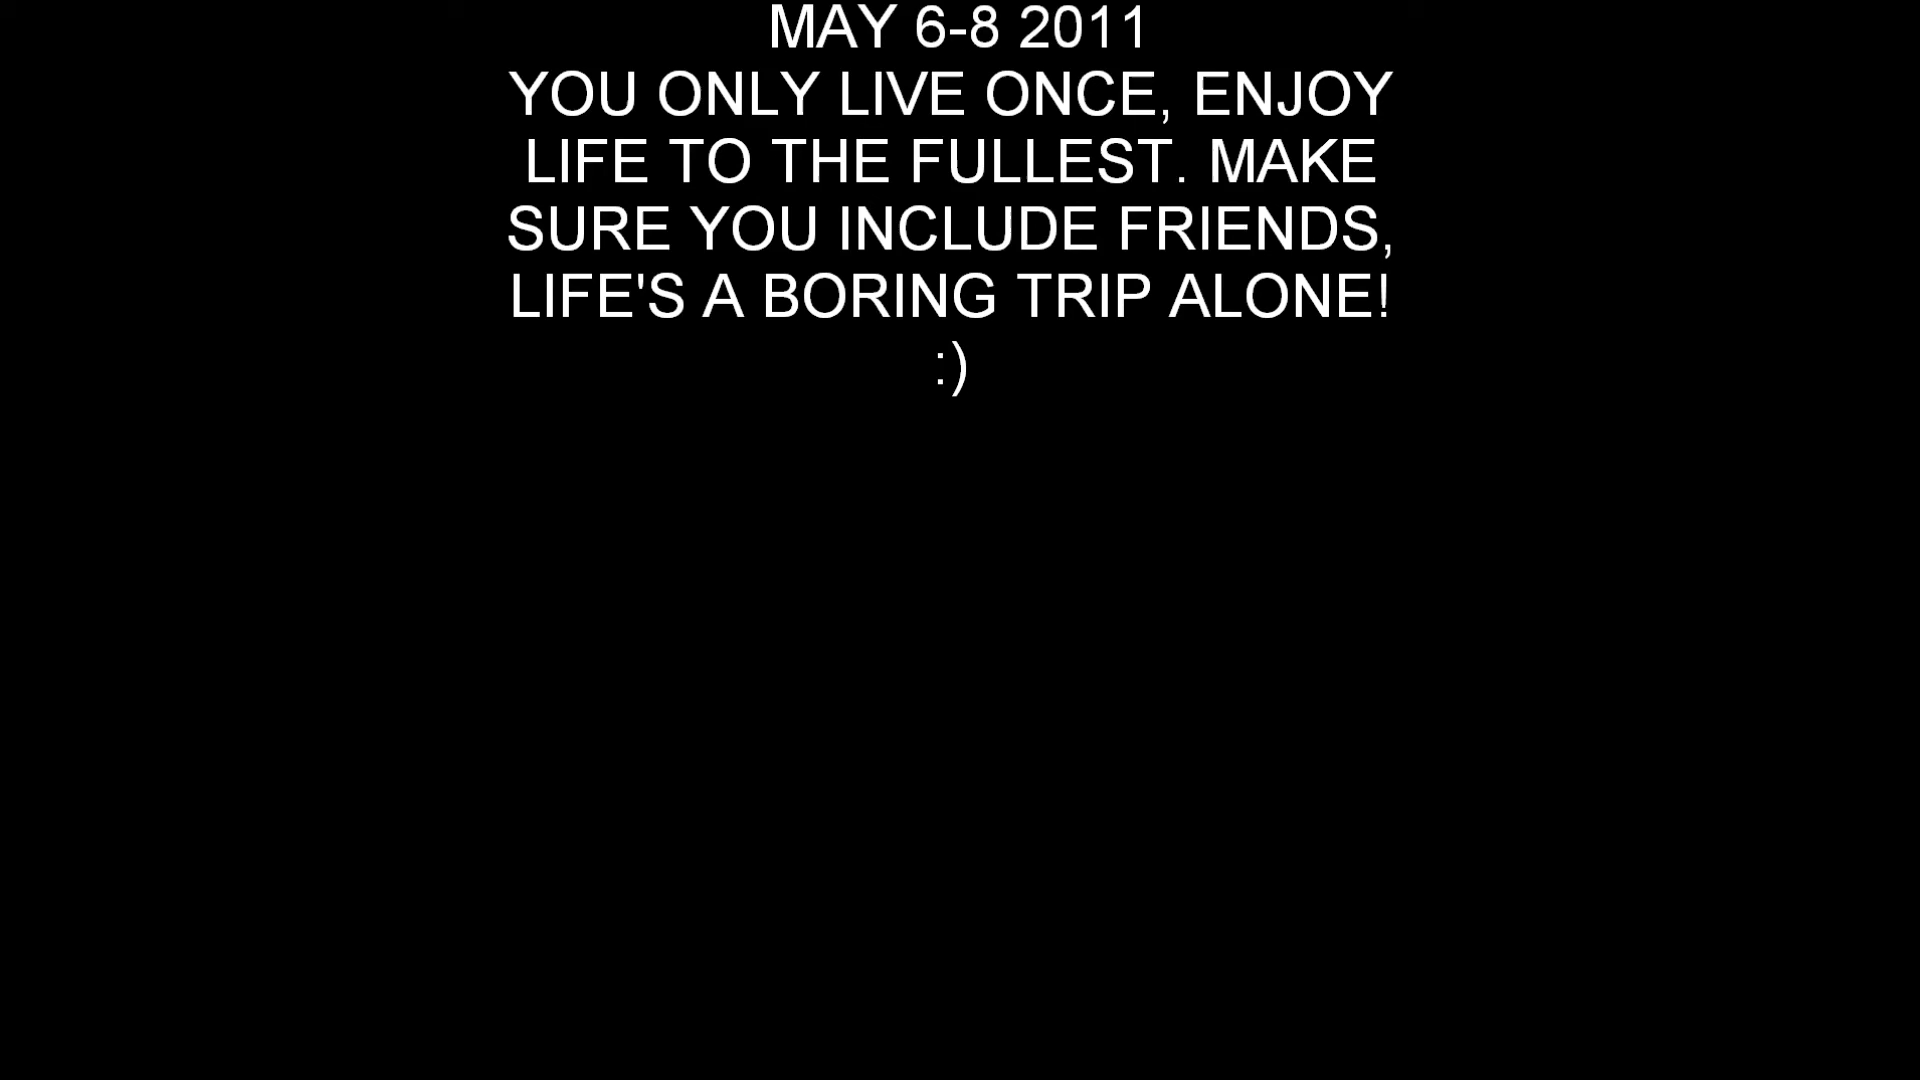 MAY 6-8 2011
YOU ONLY LIVE ONCE, ENJOY
LIFE TO THE FULLEST. MAKE
SURE YOU INCLUDE FRIENDS,
LIFE'S A BORING TRIP ALONE!
:)